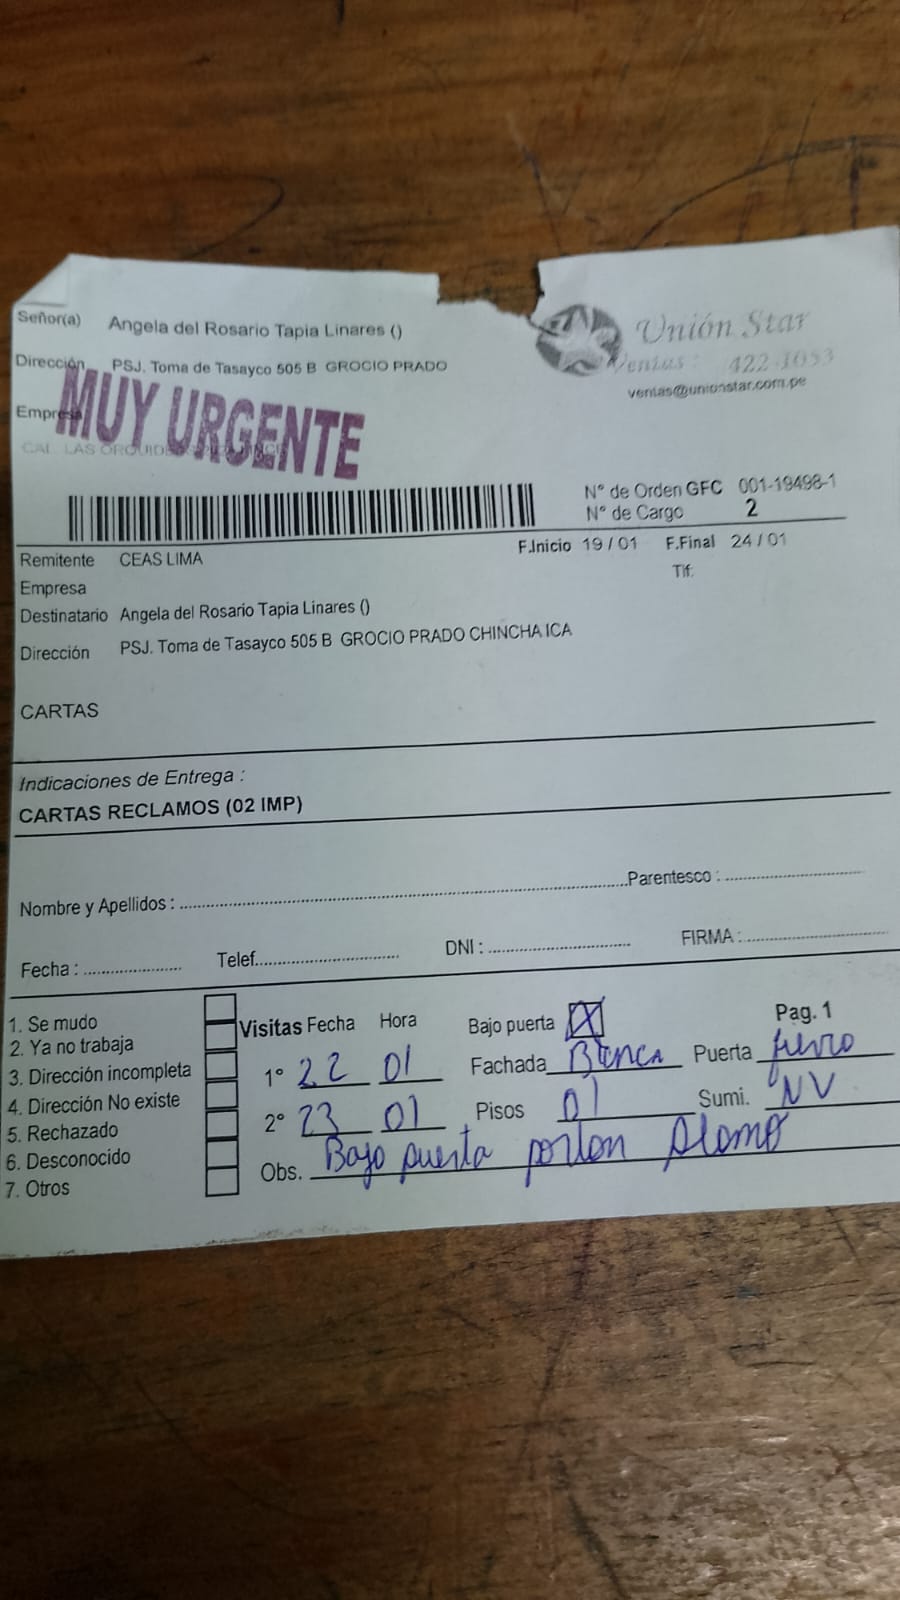 Señor(a) Angela del Rosario Tapia Linares ()
Unión Star
Dirección PSJ. Toma de Tasayco 505 B GROCIO PRADO
Ventas: 422-1053
ventas@unionstar.com.pe
Empresa
MUY URGENTE
CAL. LAS
N° de Orden GFC 001-19498-1
N° de Cargo 2
Remitente CEAS LIMA
F.Inicio 19 / 01 F.Final 24 / 01
Empresa
Tlf:
Destinatario Angela del Rosario Tapia Linares ()
Dirección PSJ. Toma de Tasayco 505 B GROCIO PRADO CHINCHA ICA
CARTAS
Indicaciones de Entrega :
CARTAS RECLAMOS (02 IMP)
Nombre y Apellidos : Parentesco :
Fecha : Telef. DNI : FIRMA :
1. Se mudo
2. Ya no trabaja
3. Dirección incompleta
4. Dirección No existe
5. Rechazado
6. Desconocido
7. Otros
Visitas Fecha Hora Bajo puerta X Pag. 1
1° 22 01 Fachada Blanca Puerta fierro
2° 23 01 Pisos 01 Sumi. NV
Obs. Bajo puerta porton